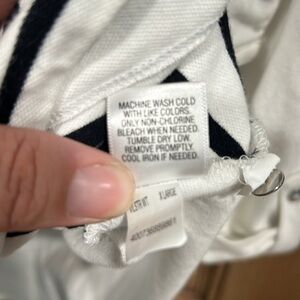 MACHINE WASH COLD
WITH LIKE COLORS.
ONLY NON-CHLORINE
BLEACH WHEN NEEDED.
TUMBLE DRY LOW.
REMOVE PROMPTLY.
COOL IRON IF NEEDED.
X LARGE